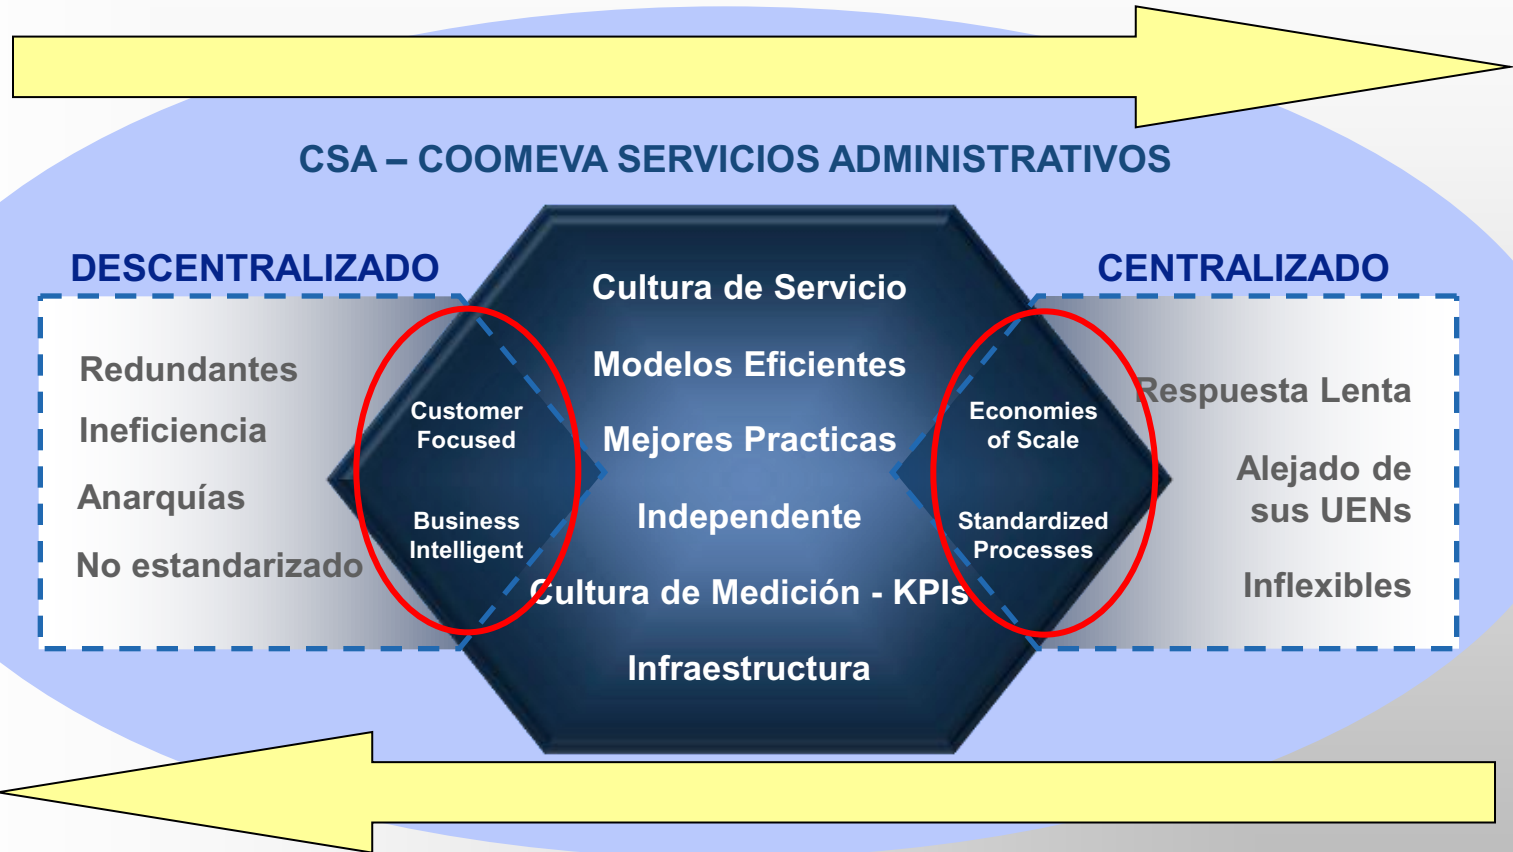 CSA – COOMEVA SERVICIOS ADMINISTRATIVOS
DESCENTRALIZADO
Redundantes
Ineficiencia
Anarquías
No estandarizado
Customer
Focused
Business
Intelligent
Cultura de Servicio
Modelos Eficientes
Mejores Practicas
Independente
Cultura de Medición - KPIs
Infraestructura
Economies
of Scale
Standardized
Processes
CENTRALIZADO
Respuesta Lenta
Alejado de
sus UENs
Inflexibles